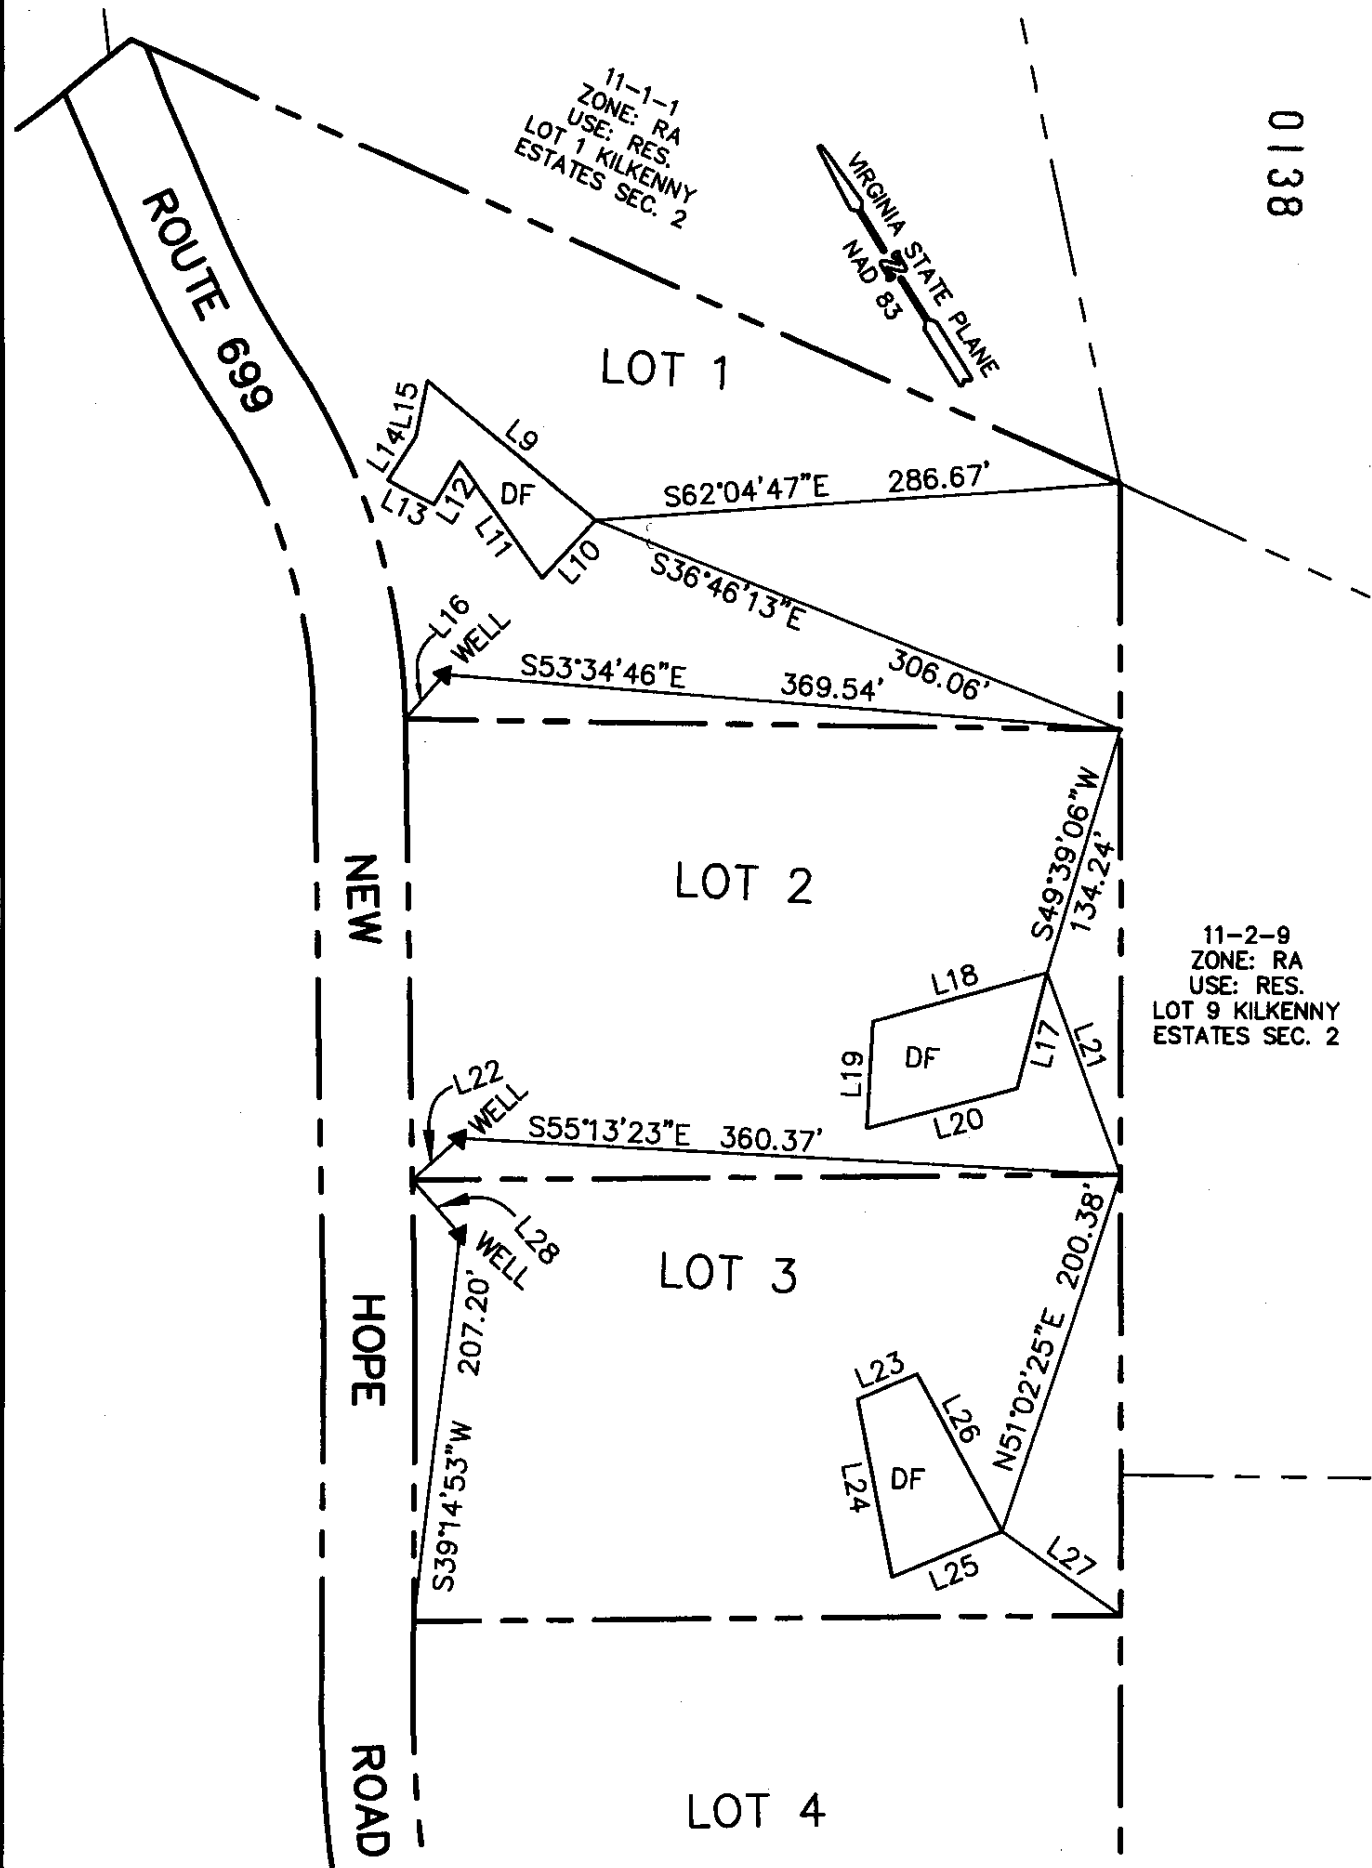 0138
11-1-1
ZONE: RA
USE: RES.
LOT 1 KILKENNY
ESTATES SEC. 2
VIRGINIA STATE PLANE
N
NAD 83
ROUTE 699
LOT 1
L15
L14
L9
DF
L13
L12
L11
L10
S62°04'47"E 286.67'
S36°46'13"E 306.06'
L16
WELL
S53°34'46"E 369.54'
NEW
LOT 2
S49°39'06"W
134.24'
11-2-9
ZONE: RA
USE: RES.
LOT 9 KILKENNY
ESTATES SEC. 2
L18
L19
DF
L17
L21
L20
L22
WELL
S55°13'23"E 360.37'
L28
WELL
LOT 3
207.20'
S39°14'53"W
N51°02'25"E 200.38'
HOPE
L23
L26
L24
DF
L25
L27
ROAD
LOT 4